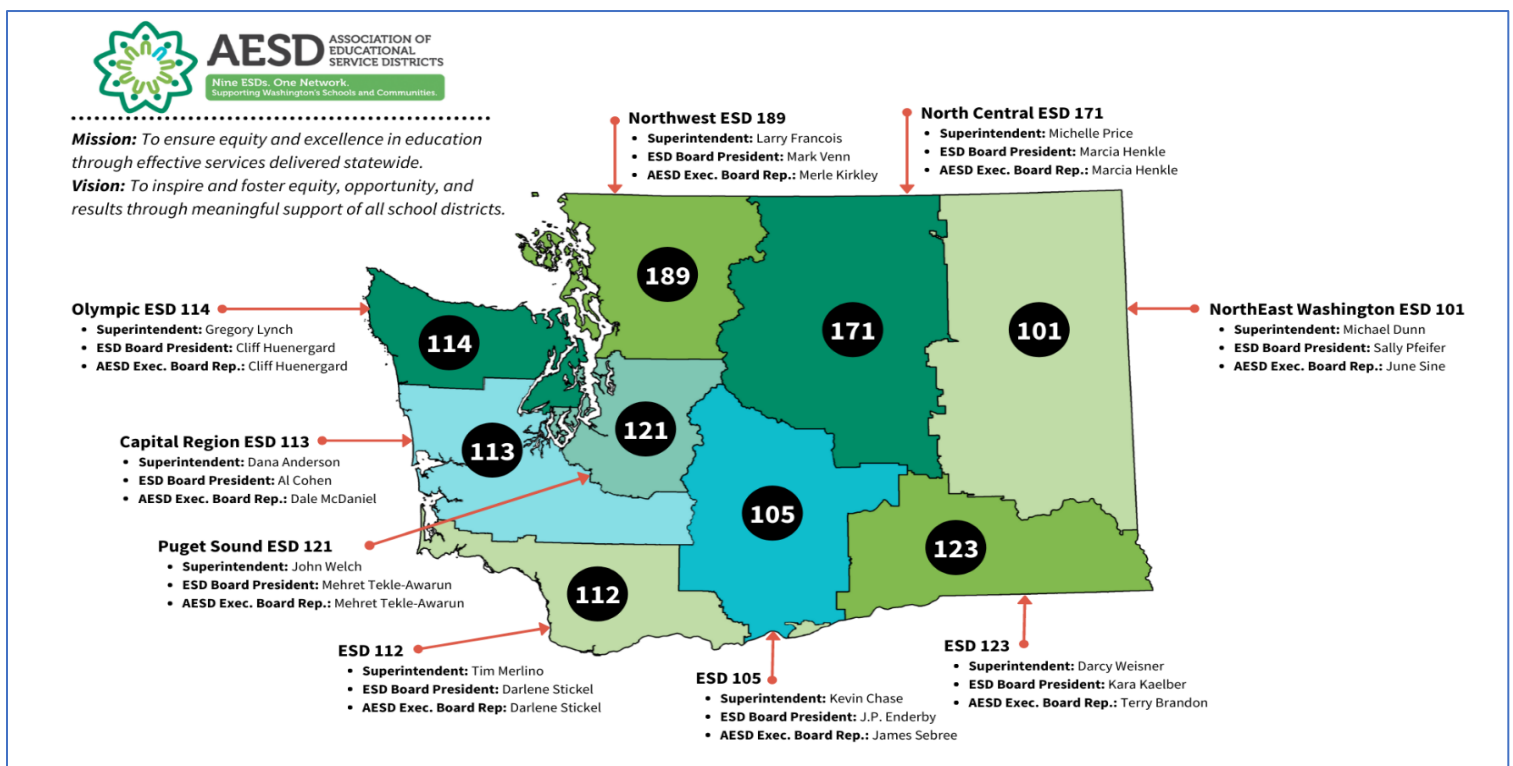 AESD
ASSOCIATION OF
EDUCATIONAL
SERVICE DISTRICTS
Nine ESDs. One Network.
Supporting Washington's Schools and Communities.
Mission: To ensure equity and excellence in education
through effective services delivered statewide.
Vision: To inspire and foster equity, opportunity, and
results through meaningful support of all school districts.
Northwest ESD 189
• Superintendent: Larry Francois
• ESD Board President: Mark Venn
• AESD Exec. Board Rep.: Merle Kirkley
North Central ESD 171
• Superintendent: Michelle Price
• ESD Board President: Marcia Henkle
• AESD Exec. Board Rep.: Marcia Henkle
Olympic ESD 114
• Superintendent: Gregory Lynch
• ESD Board President: Cliff Huenergard
• AESD Exec. Board Rep.: Cliff Huenergard
NorthEast Washington ESD 101
• Superintendent: Michael Dunn
• ESD Board President: Sally Pfeifer
• AESD Exec. Board Rep.: June Sine
189
171
101
114
121
113
105
123
112
Capital Region ESD 113
• Superintendent: Dana Anderson
• ESD Board President: Al Cohen
• AESD Exec. Board Rep.: Dale McDaniel
Puget Sound ESD 121
• Superintendent: John Welch
• ESD Board President: Mehret Tekle-Awarun
• AESD Exec. Board Rep.: Mehret Tekle-Awarun
ESD 112
• Superintendent: Tim Merlino
• ESD Board President: Darlene Stickel
• AESD Exec. Board Rep: Darlene Stickel
ESD 105
• Superintendent: Kevin Chase
• ESD Board President: J.P. Enderby
• AESD Exec. Board Rep.: James Sebree
ESD 123
• Superintendent: Darcy Weisner
• ESD Board President: Kara Kaelber
• AESD Exec. Board Rep.: Terry Brandon